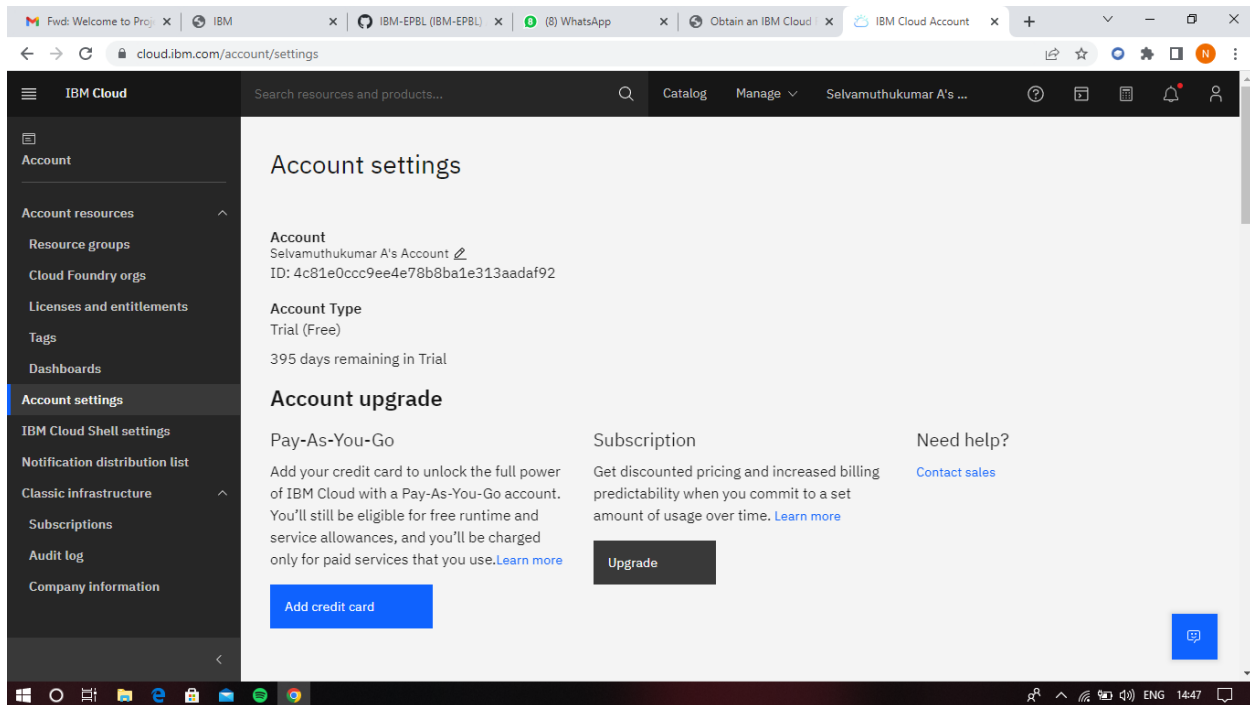 Fwd: Welcome to Proj
IBM
IBM-EPBL (IBM-EPBL)
(8) WhatsApp
Obtain an IBM Cloud
IBM Cloud Account
cloud.ibm.com/account/settings
N
IBM Cloud
Search resources and products...
Catalog
Manage
Selvamuthukumar A's ...
Account
Account resources
Resource groups
Cloud Foundry orgs
Licenses and entitlements
Tags
Dashboards
Account settings
IBM Cloud Shell settings
Notification distribution list
Classic infrastructure
Subscriptions
Audit log
Company information
Account settings
Account
Selvamuthukumar A's Account
ID: 4c81e0ccc9ee4e78b8ba1e313aadaf92
Account Type
Trial (Free)
395 days remaining in Trial
Account upgrade
Pay-As-You-Go
Add your credit card to unlock the full power
of IBM Cloud with a Pay-As-You-Go account.
You'll still be eligible for free runtime and
service allowances, and you'll be charged
only for paid services that you use.Learn more
Add credit card
Subscription
Get discounted pricing and increased billing
predictability when you commit to a set
amount of usage over time. Learn more
Upgrade
Need help?
Contact sales
ENG 14:47